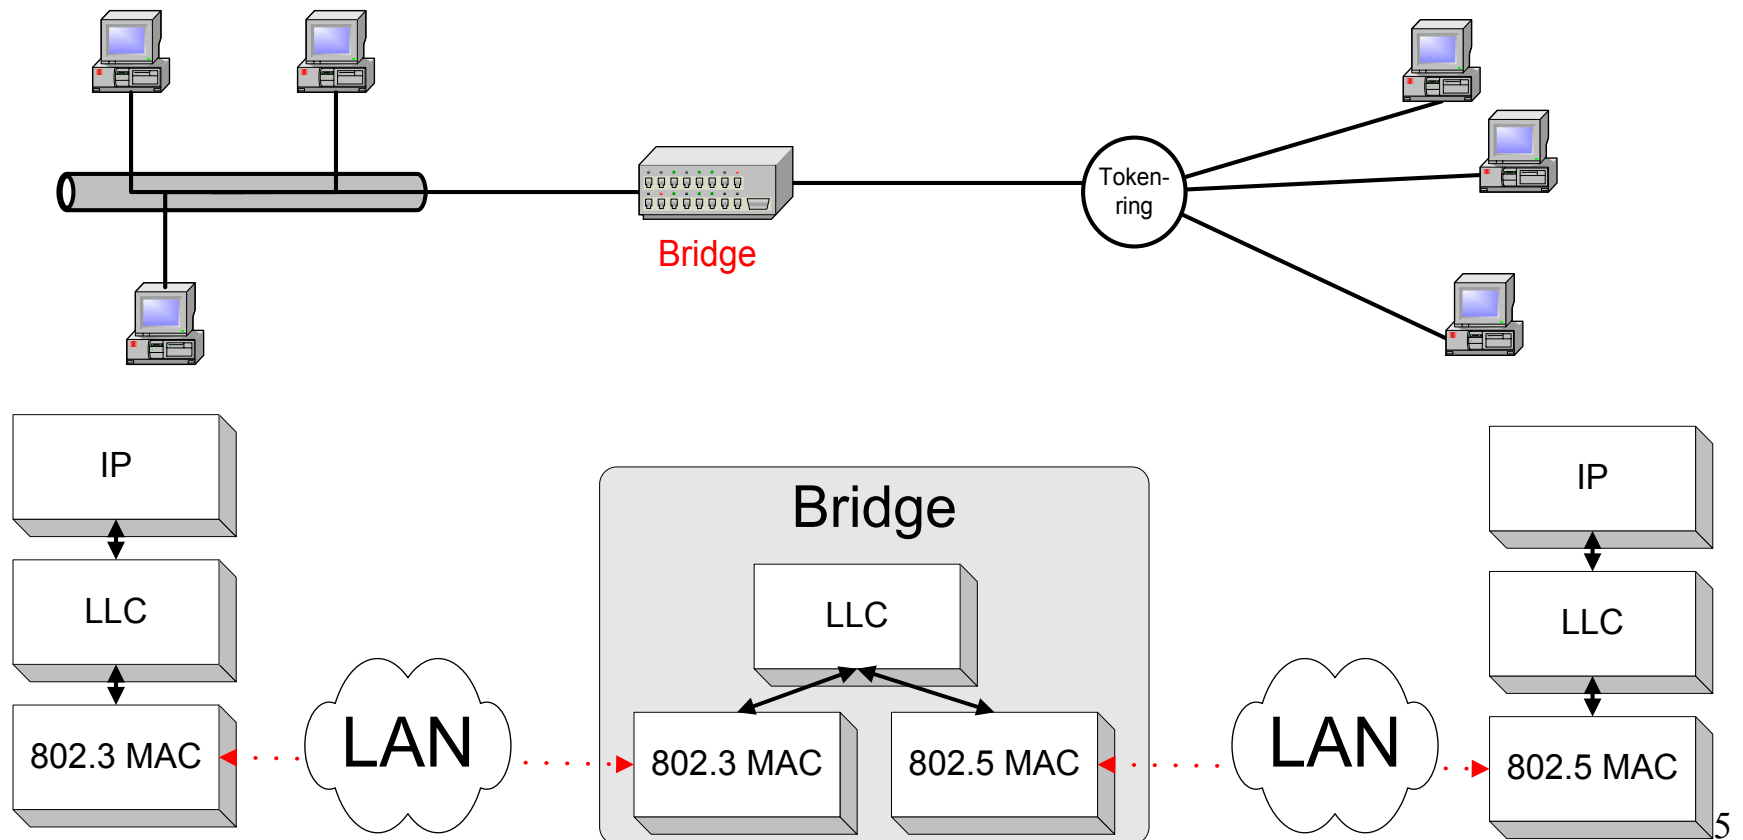 Token-
ring
Bridge
IP
LLC
802.3 MAC
LAN
Bridge
LLC
802.3 MAC
802.5 MAC
LAN
IP
LLC
802.5 MAC
5